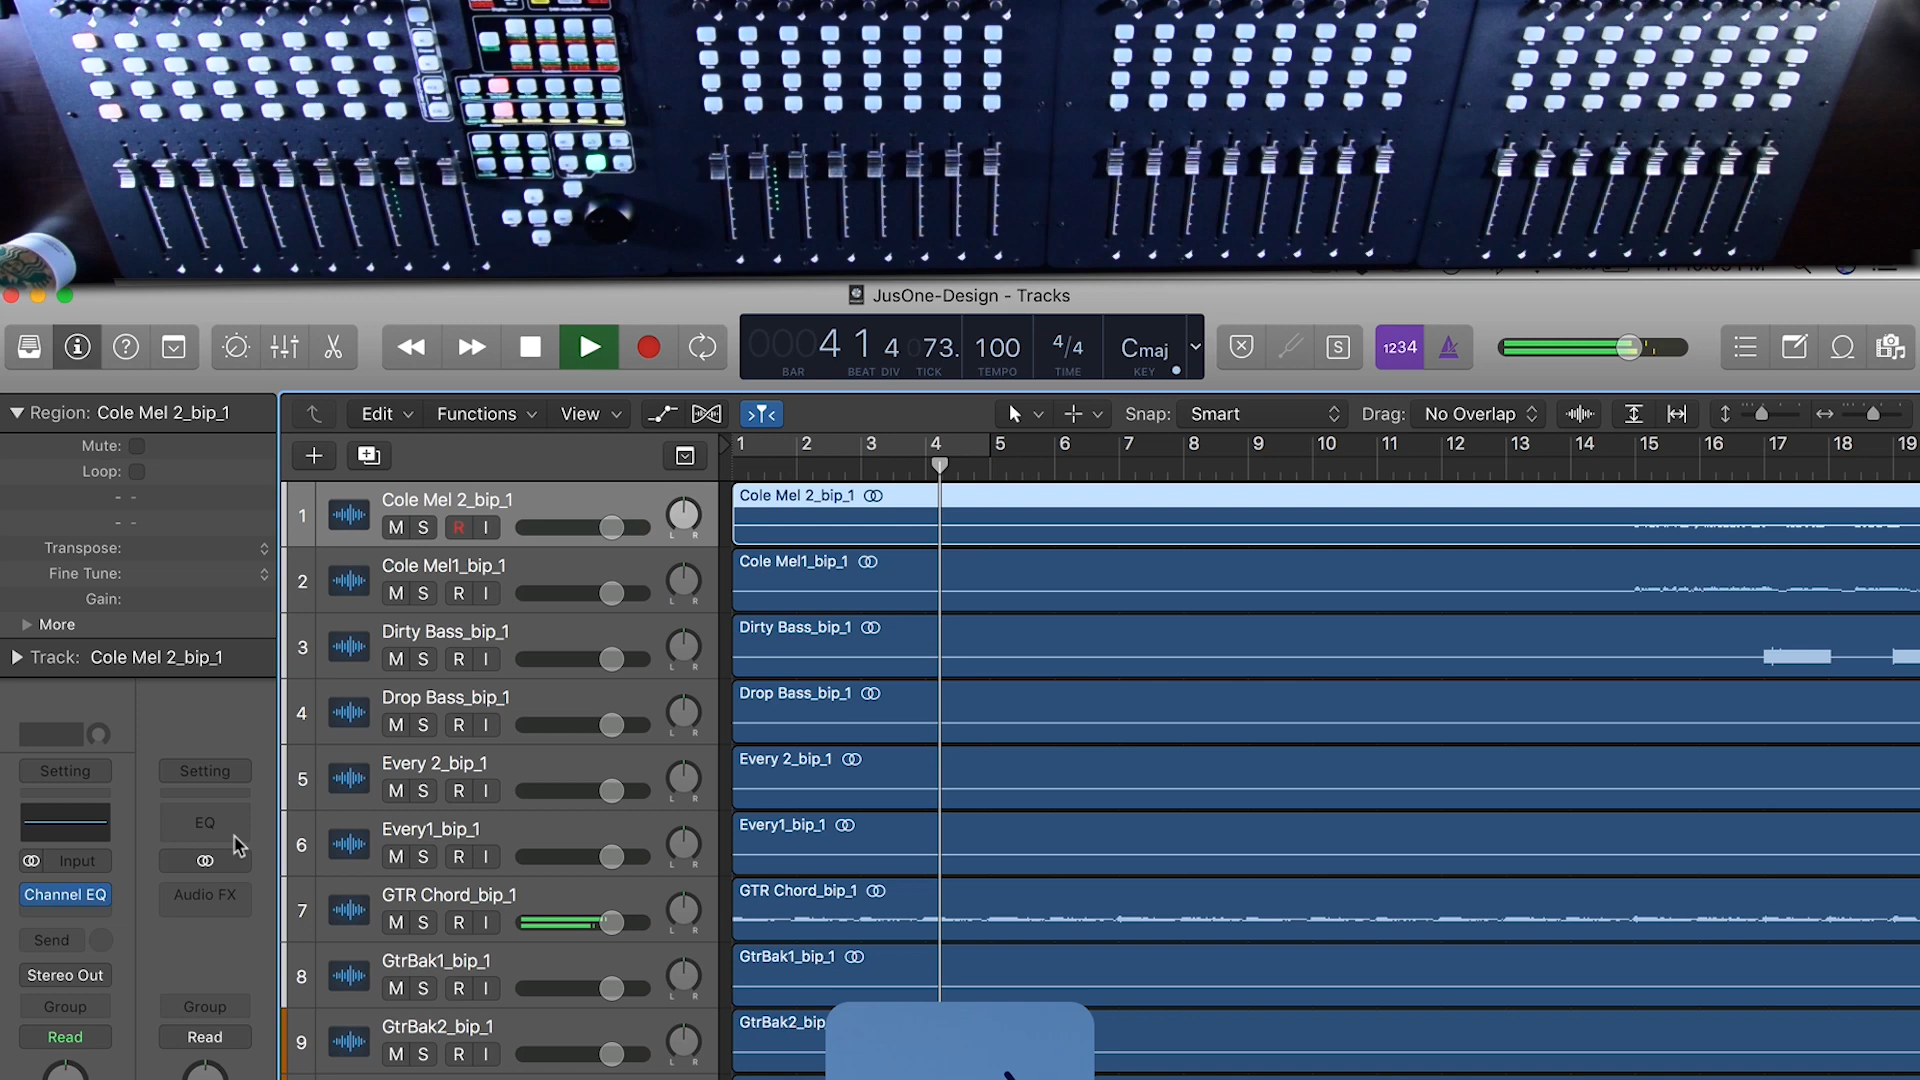 JusOne-Design - Tracks
000 4 1 4 073. 100 4/4 Cmaj
BAR BEAT DIV TICK TEMPO TIME KEY
S 1234
Region: Cole Mel 2_bip_1
Edit Functions View Snap: Smart Drag: No Overlap
Mute:
Loop:
- -
- -
Transpose:
Fine Tune:
Gain:
More
Track: Cole Mel 2_bip_1
Setting Setting
EQ
Input
Channel EQ Audio FX
Send
Stereo Out
Group Group
Read Read
1 2 3 4 5 6 7 8 9 10 11 12 13 14 15 16 17 18 19
1 Cole Mel 2_bip_1
M S R I L R
Cole Mel 2_bip_1
2 Cole Mel1_bip_1
M S R I L R
Cole Mel1_bip_1
3 Dirty Bass_bip_1
M S R I L R
Dirty Bass_bip_1
4 Drop Bass_bip_1
M S R I L R
Drop Bass_bip_1
5 Every 2_bip_1
M S R I L R
Every 2_bip_1
6 Every1_bip_1
M S R I L R
Every1_bip_1
7 GTR Chord_bip_1
M S R I L R
GTR Chord_bip_1
8 GtrBak1_bip_1
M S R I L R
GtrBak1_bip_1
9 GtrBak2_bip_1
M S R I L R
GtrBak2_bip